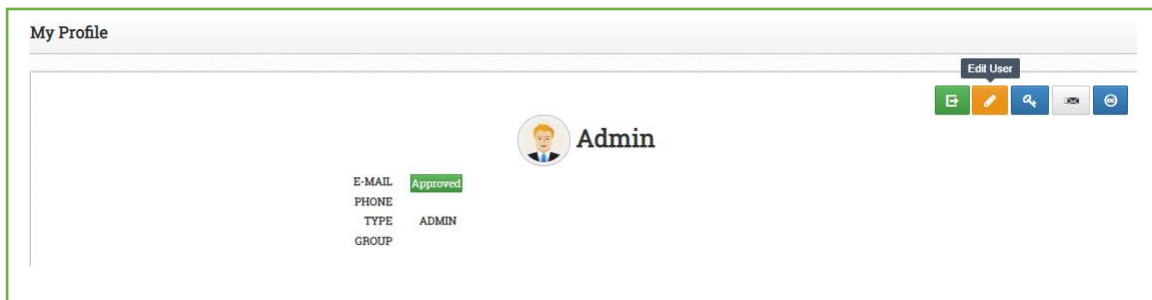 My Profile
Edit User
Admin
E-MAIL Approved
PHONE
TYPE ADMIN
GROUP